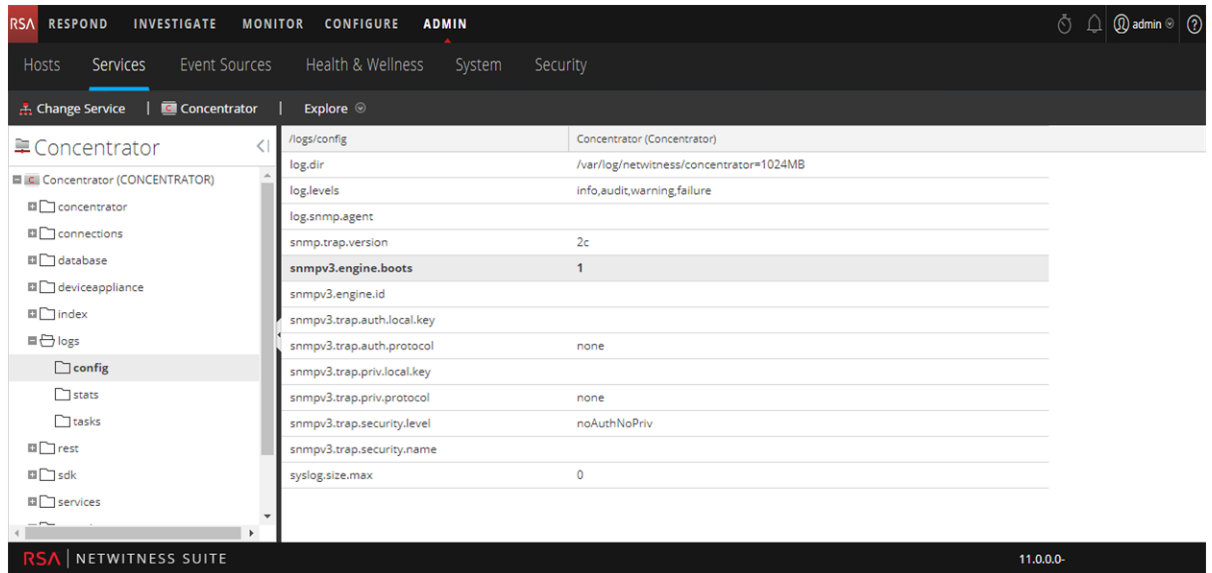 RSA RESPOND INVESTIGATE MONITOR CONFIGURE ADMIN admin
Hosts Services Event Sources Health & Wellness System Security
Change Service | Concentrator | Explore
Concentrator
Concentrator (CONCENTRATOR)
concentrator
connections
database
deviceappliance
index
logs
config
stats
tasks
rest
sdk
services
/logs/config Concentrator (Concentrator)
log.dir /var/log/netwitness/concentrator=1024MB
log.levels info,audit,warning,failure
log.snmp.agent
snmp.trap.version 2c
snmpv3.engine.boots 1
snmpv3.engine.id
snmpv3.trap.auth.local.key
snmpv3.trap.auth.protocol none
snmpv3.trap.priv.local.key
snmpv3.trap.priv.protocol none
snmpv3.trap.security.level noAuthNoPriv
snmpv3.trap.security.name
syslog.size.max 0
RSA | NETWITNESS SUITE 11.0.0.0-